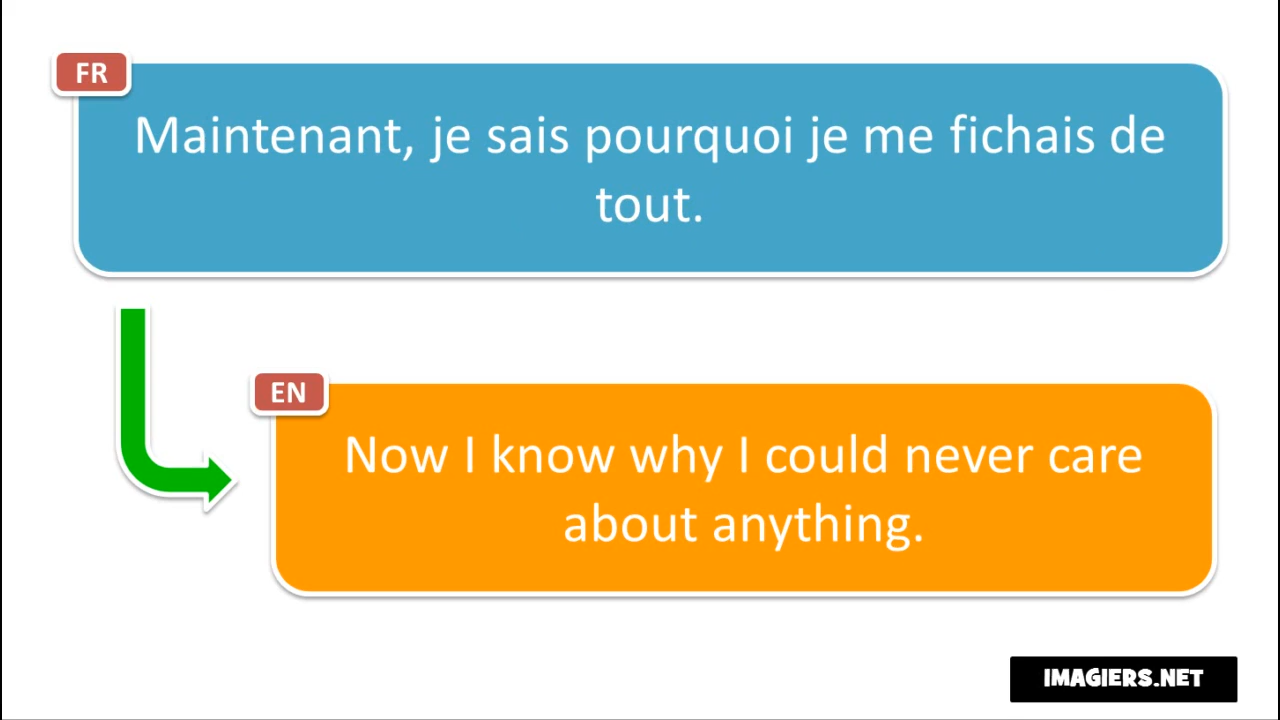 FR
Maintenant, je sais pourquoi je me fichais de
tout.
EN
Now I know why I could never care
about anything.
IMAGIERS.NET